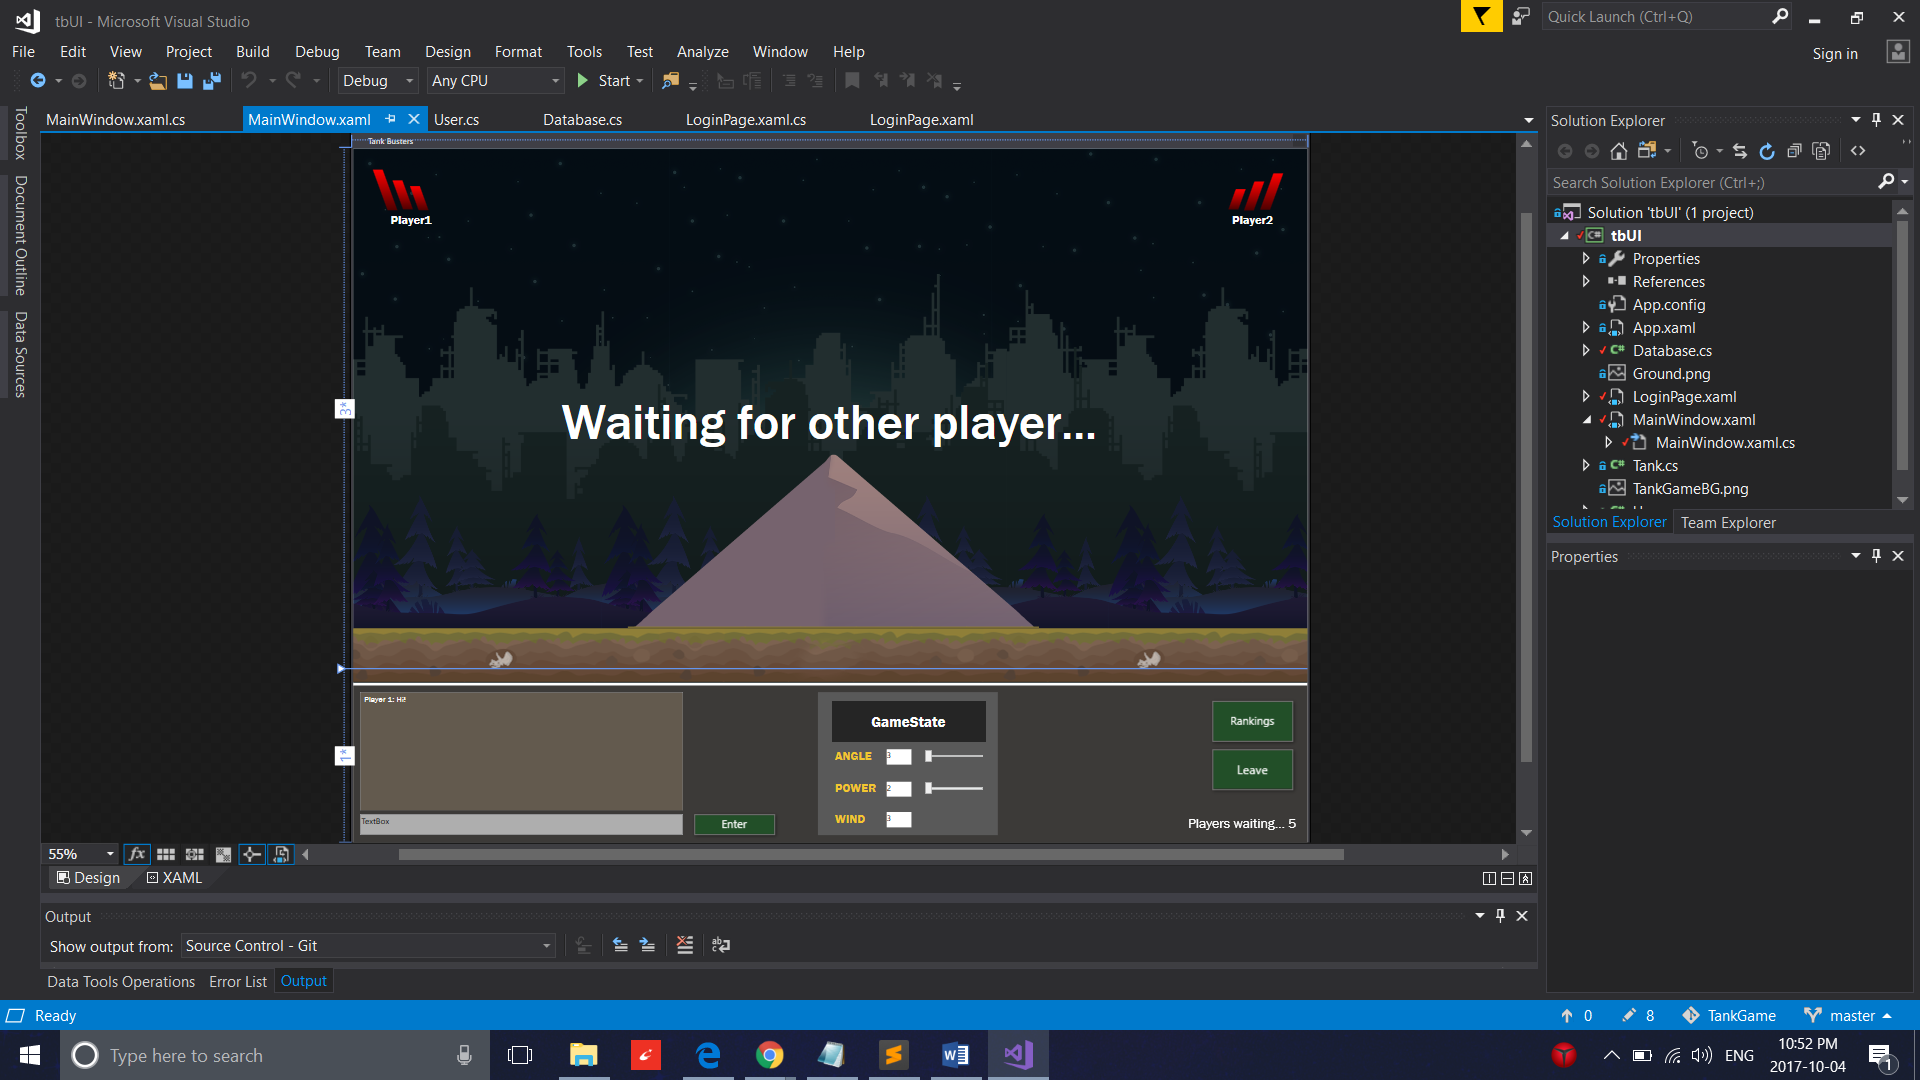 tbUI - Microsoft Visual Studio
Quick Launch (Ctrl+Q)
File Edit View Project Build Debug Team Design Format Tools Test Analyze Window Help
Sign in
Debug Any CPU Start
Toolbox
Document Outline
Data Sources
MainWindow.xaml.cs MainWindow.xaml User.cs Database.cs LoginPage.xaml.cs LoginPage.xaml
Tank Busters
Player1
Player2
Waiting for other player...
3*
1*
Player 1: Hi!
GameState
ANGLE 3
POWER 2
WIND 3
TextBox
Enter
Rankings
Leave
Players waiting... 5
55%
Design XAML
Output
Show output from: Source Control - Git
Data Tools Operations Error List Output
Solution Explorer
Search Solution Explorer (Ctrl+;)
Solution 'tbUI' (1 project)
tbUI
Properties
References
App.config
App.xaml
Database.cs
Ground.png
LoginPage.xaml
MainWindow.xaml
MainWindow.xaml.cs
Tank.cs
TankGameBG.png
Solution Explorer Team Explorer
Properties
Ready
0 8 TankGame master
Type here to search
ENG
10:52 PM
2017-10-04
1